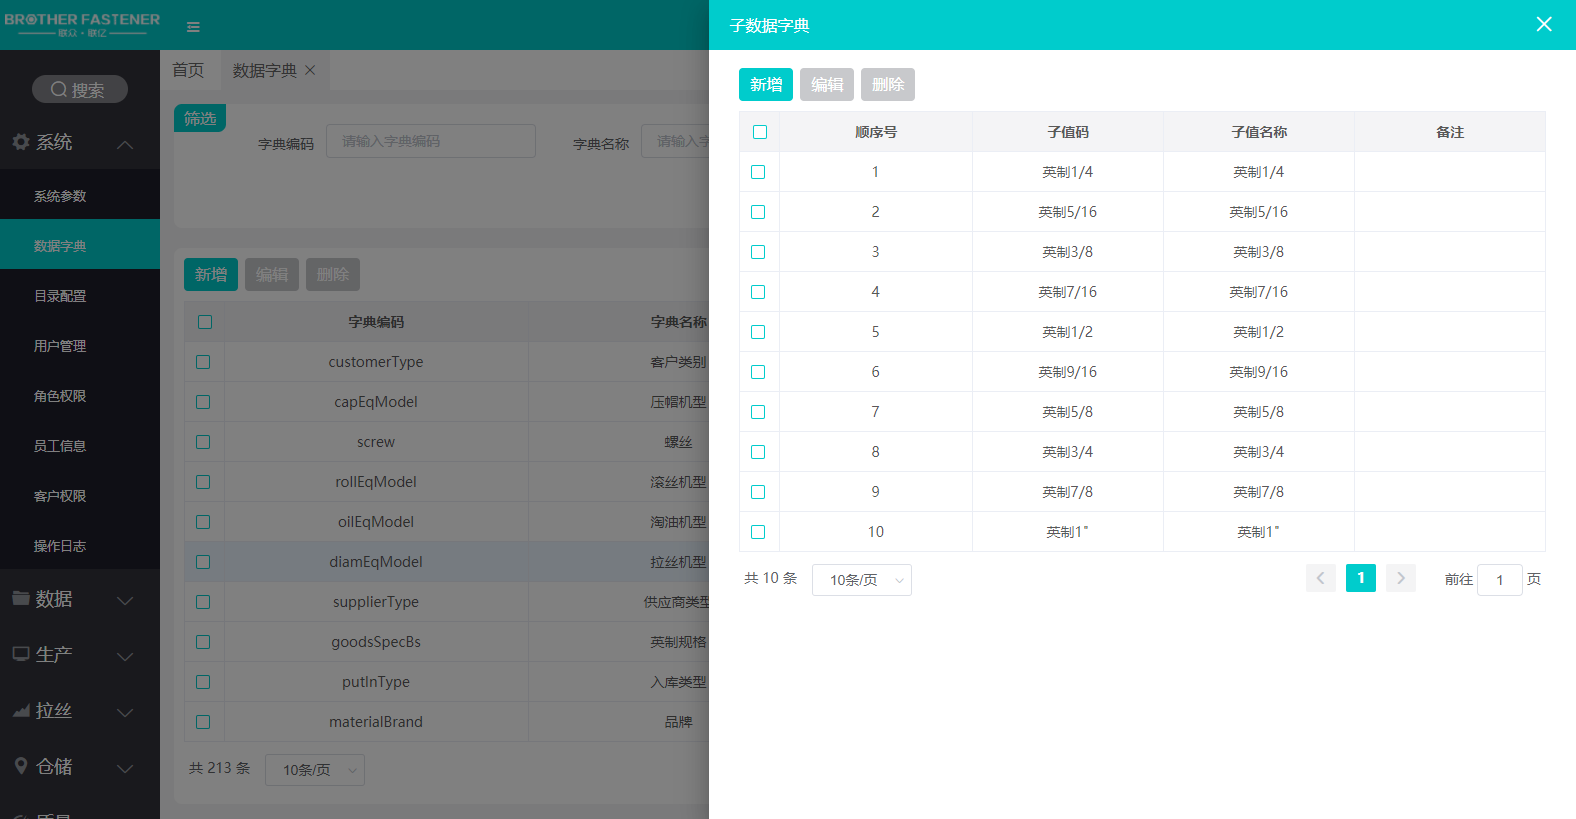 BROTHER FASTENER
联众·联亿
搜索
系统
系统参数
数据字典
目录配置
用户管理
角色权限
员工信息
客户权限
操作日志
数据
生产
拉丝
仓储
首页 数据字典
筛选
字典编码 请输入字典编码 字典名称 请输入字
新增 编辑 删除
字典编码 字典名称
customerType 客户类别
capEqModel 压帽机型
screw 螺丝
rollEqModel 滚丝机型
oilEqModel 淘油机型
diamEqModel 拉丝机型
supplierType 供应商类型
goodsSpecBs 英制规格
putInType 入库类型
materialBrand 品牌
共 213 条 10条/页
子数据字典
新增 编辑 删除
顺序号 子值码 子值名称 备注
1 英制1/4 英制1/4
2 英制5/16 英制5/16
3 英制3/8 英制3/8
4 英制7/16 英制7/16
5 英制1/2 英制1/2
6 英制9/16 英制9/16
7 英制5/8 英制5/8
8 英制3/4 英制3/4
9 英制7/8 英制7/8
10 英制1" 英制1"
共 10 条 10条/页 1 前往 1 页